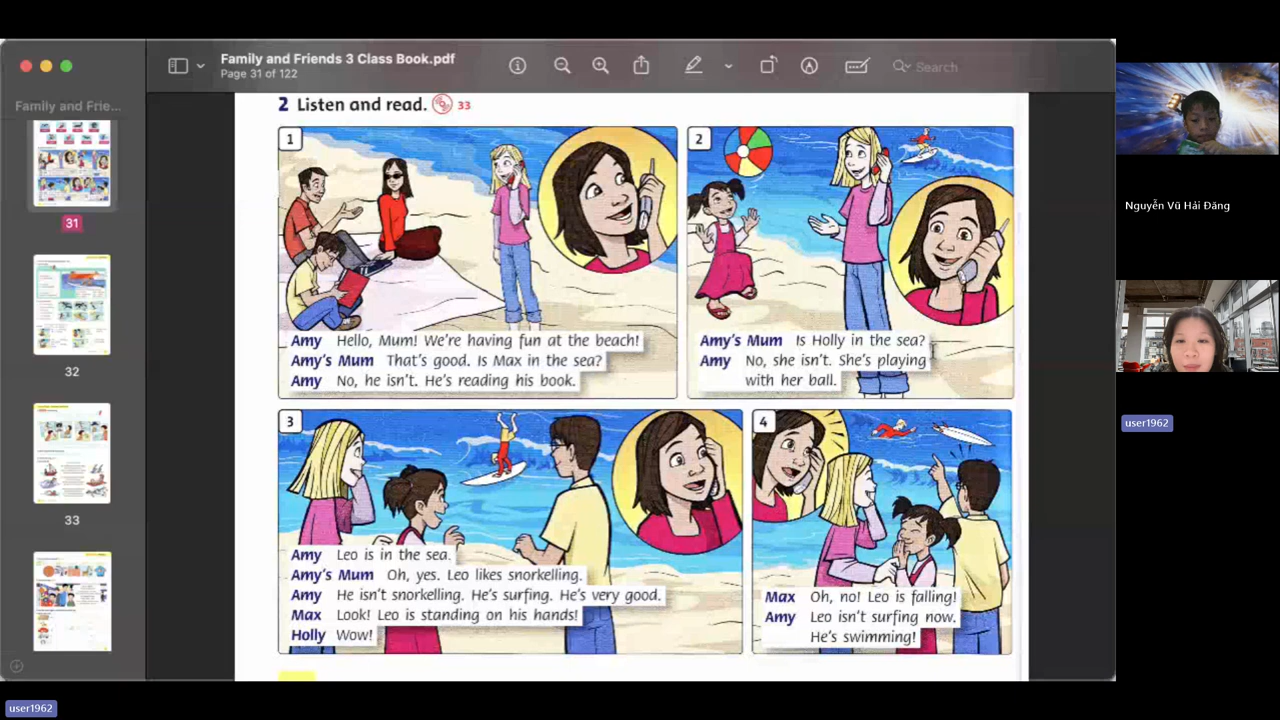 Family and Friends 3 Class Book.pdf
Page 31 of 122
Search
Family and Frie...
31
32
33
2 Listen and read. 33
1
Amy Hello, Mum! We're having fun at the beach!
Amy's Mum That's good. Is Max in the sea?
Amy No, he isn't. He's reading his book.
2
Amy's Mum Is Holly in the sea?
Amy No, she isn't. She's playing
with her ball.
3
Amy Leo is in the sea.
Amy's Mum Oh, yes. Leo likes snorkelling.
Amy He isn't snorkelling. He's surfing. He's very good.
Max Look! Leo is standing on his hands!
Holly Wow!
4
Max Oh, no! Leo is falling!
Amy Leo isn't surfing now.
He's swimming!
Nguyễn Vũ Hải Đăng
user1962
user1962